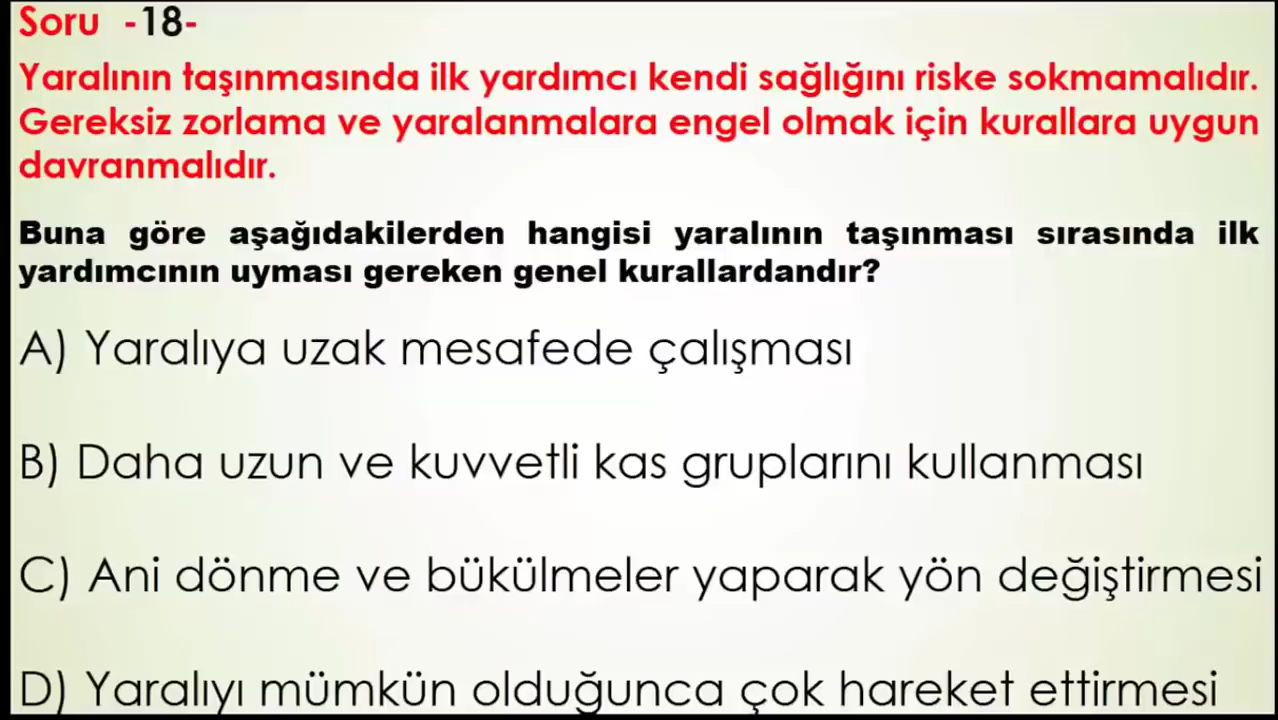 Soru -18-
Yaralının taşınmasında ilk yardımcı kendi sağlığını riske sokmamalıdır.
Gereksiz zorlama ve yaralanmalara engel olmak için kurallara uygun
davranmalıdır.
Buna göre aşağıdakilerden hangisi yaralının taşınması sırasında ilk
yardımcının uyması gereken genel kurallardandır?
A) Yaralıya uzak mesafede çalışması
B) Daha uzun ve kuvvetli kas gruplarını kullanması
C) Ani dönme ve bükülmeler yaparak yön değiştirmesi
D) Yaralıyı mümkün olduğunca çok hareket ettirmesi